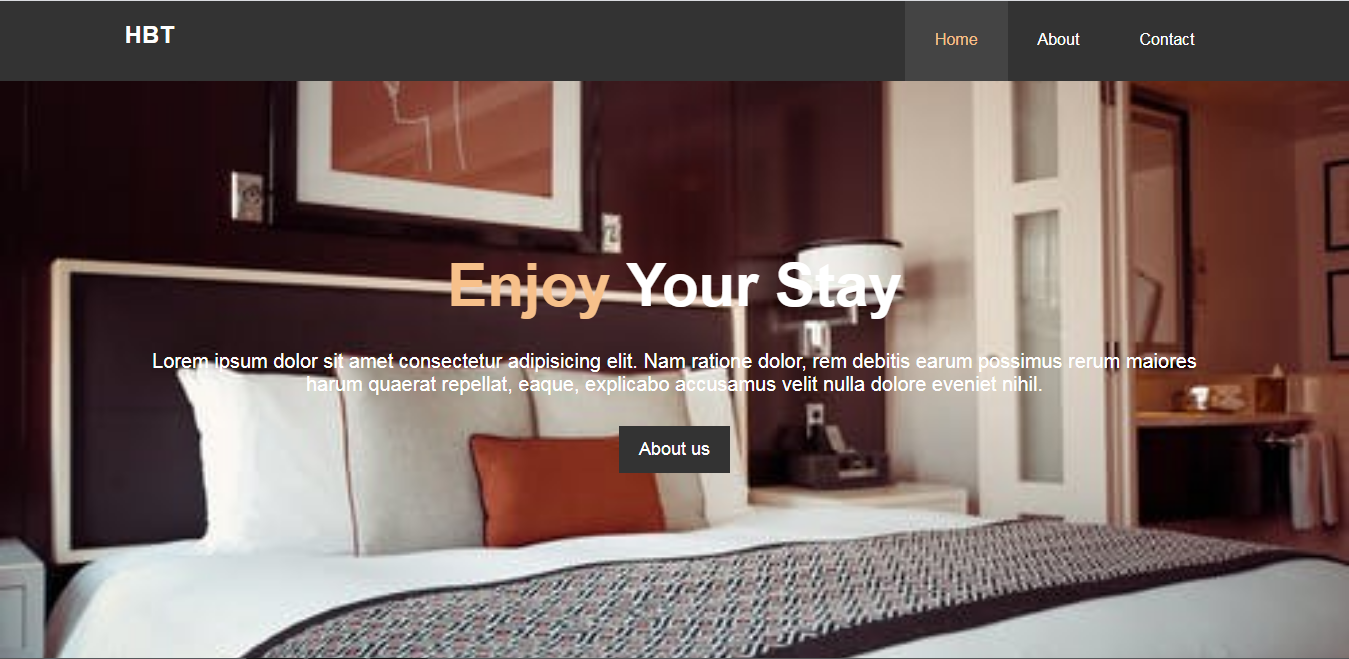 HBT
Home
About
Contact
Enjoy Your Stay
Lorem ipsum dolor sit amet consectetur adipisicing elit. Nam ratione dolor, rem debitis earum possimus rerum maiores
harum quaerat repellat, eaque, explicabo accusamus velit nulla dolore eveniet nihil.
About us